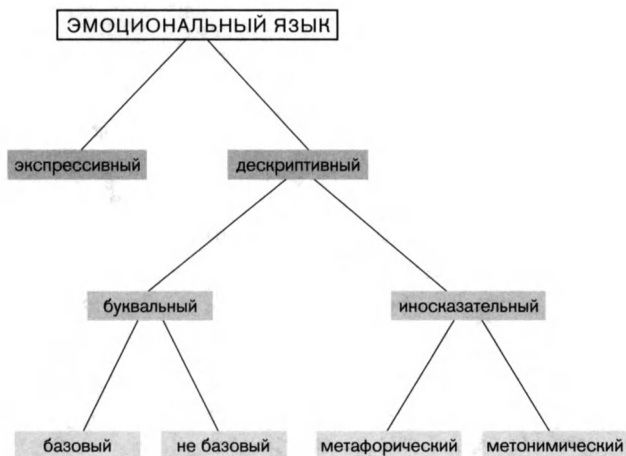 ЭМОЦИОНАЛЬНЫЙ ЯЗЫК
экспрессивный
дескриптивный
буквальный
иносказательный
базовый
не базовый
метафорический
метонимический